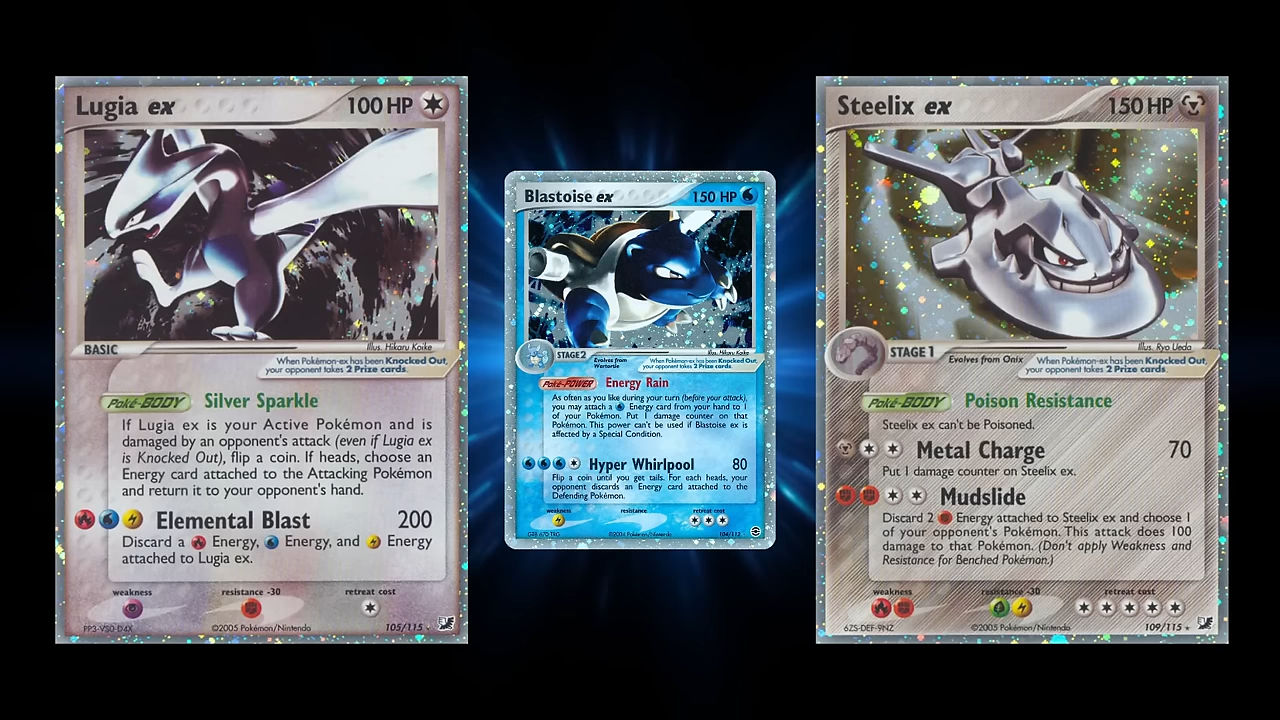 Lugia ex 100 HP
Illus. Hikaru Koike
BASIC
When Pokémon-ex has been Knocked Out,
your opponent takes 2 Prize cards.
Poké-BODY Silver Sparkle
If Lugia ex is your Active Pokémon and is
damaged by an opponent's attack (even if Lugia ex
is Knocked Out), flip a coin. If heads, choose an
Energy card attached to the Attacking Pokémon
and return it to your opponent's hand.
Elemental Blast 200
Discard a Energy, Energy, and Energy
attached to Lugia ex.
weakness resistance -30 retreat cost
PP3-VS0-D4X ©2005 Pokémon/Nintendo 105/115
Blastoise ex 150 HP
Illus. Hikaru Koike
STAGE 2 Evolves from
Wartortle
When Pokémon-ex has been Knocked Out,
your opponent takes 2 Prize cards.
Poké-POWER Energy Rain
As often as you like during your turn (before your attack),
you may attach a Energy card from your hand to 1
of your Pokémon. Put 1 damage counter on that
Pokémon. This power can't be used if Blastoise ex is
affected by a Special Condition.
Hyper Whirlpool 80
Flip a coin until you get tails. For each heads, your
opponent discards an Energy card attached to the
Defending Pokémon.
weakness resistance retreat cost
©2004 Pokémon/Nintendo 104/112
Steelix ex 150 HP
Illus. Ryo Ueda
STAGE 1 Evolves from Onix
When Pokémon-ex has been Knocked Out,
your opponent takes 2 Prize cards.
Poké-BODY Poison Resistance
Steelix ex can't be Poisoned.
Metal Charge 70
Put 1 damage counter on Steelix ex.
Mudslide
Discard 2 Energy attached to Steelix ex and choose 1
of your opponent's Pokémon. This attack does 100
damage to that Pokémon. (Don't apply Weakness and
Resistance for Benched Pokémon.)
weakness resistance -30 retreat cost
6ZS-DEF-9NZ ©2005 Pokémon/Nintendo 109/115